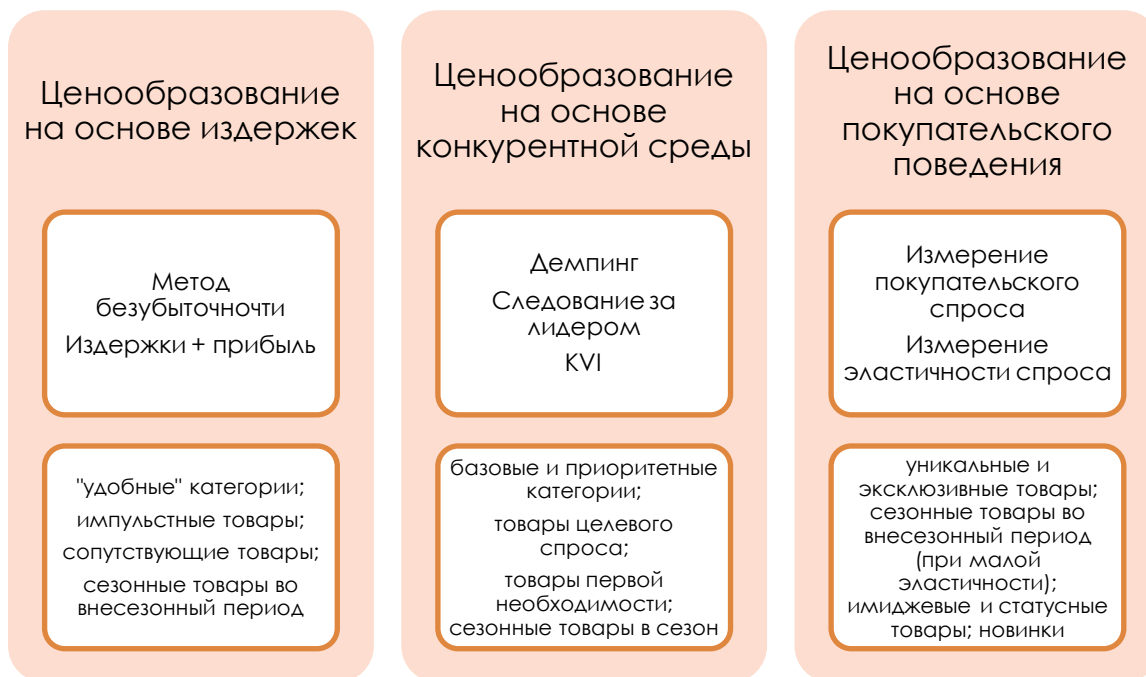 Ценообразование
на основе издержек
Метод
безубыточночти
Издержки + прибыль
"удобные" категории;
импульстные товары;
сопутствующие товары;
сезонные товары во
внесезонный период
Ценообразование
на основе
конкурентной среды
Демпинг
Следование за
лидером
KVI
базовые и приоритетные
категории;
товары целевого
спроса;
товары первой
необходимости;
сезонные товары в сезон
Ценообразование
на основе
покупательского
поведения
Измерение
покупательского
спроса
Измерение
эластичности спроса
уникальные и
эксклюзивные товары;
сезонные товары во
внесезонный период
(при малой
эластичности);
имиджевые и статусные
товары; новинки